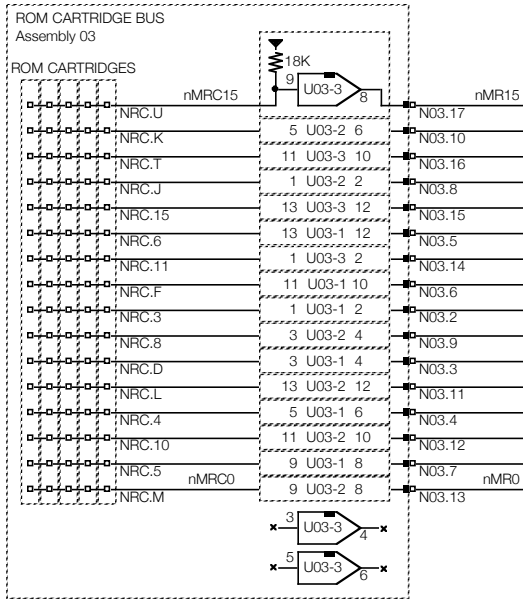 ROM CARTRIDGE BUS
Assembly 03
ROM CARTRIDGES
18K
nMRC15 9 U03-3 8 nMR15
NRC.U N03.17
5 U03-2 6
NRC.K N03.10
11 U03-3 10
NRC.T N03.16
1 U03-2 2
NRC.J N03.8
13 U03-3 12
NRC.15 N03.15
13 U03-1 12
NRC.6 N03.5
1 U03-3 2
NRC.11 N03.14
11 U03-1 10
NRC.F N03.6
1 U03-1 2
NRC.3 N03.2
3 U03-2 4
NRC.8 N03.9
3 U03-1 4
NRC.D N03.3
13 U03-2 12
NRC.L N03.11
5 U03-1 6
NRC.4 N03.4
11 U03-2 10
NRC.10 N03.12
9 U03-1 8
NRC.5 N03.7
nMRC0 9 U03-2 8 nMR0
NRC.M N03.13
3 U03-3 4
5 U03-3 6